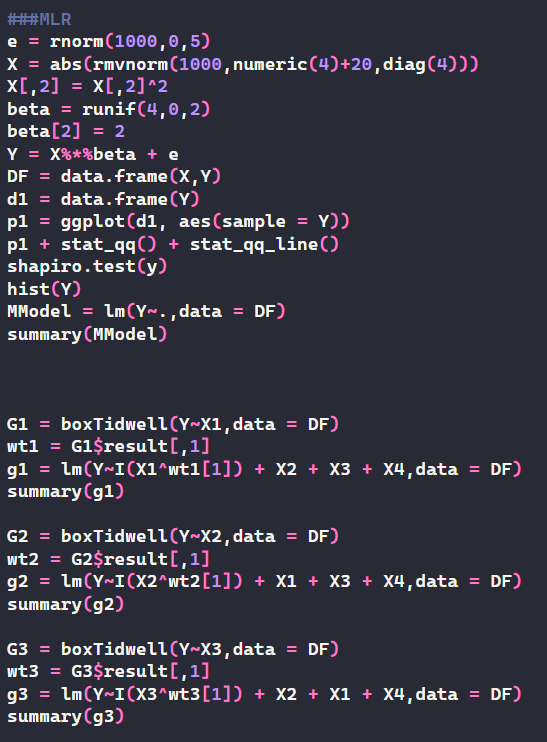 ###MLR
e = rnorm(1000,0,5)
X = abs(rmvnorm(1000,numeric(4)+20,diag(4)))
X[,2] = X[,2]^2
beta = runif(4,0,2)
beta[2] = 2
Y = X%*%beta + e
DF = data.frame(X,Y)
d1 = data.frame(Y)
p1 = ggplot(d1, aes(sample = Y))
p1 + stat_qq() + stat_qq_line()
shapiro.test(y)
hist(Y)
MModel = lm(Y~.,data = DF)
summary(MModel)
G1 = boxTidwell(Y~X1,data = DF)
wt1 = G1$result[,1]
g1 = lm(Y~I(X1^wt1[1]) + X2 + X3 + X4,data = DF)
summary(g1)
G2 = boxTidwell(Y~X2,data = DF)
wt2 = G2$result[,1]
g2 = lm(Y~I(X2^wt2[1]) + X1 + X3 + X4,data = DF)
summary(g2)
G3 = boxTidwell(Y~X3,data = DF)
wt3 = G3$result[,1]
g3 = lm(Y~I(X3^wt3[1]) + X2 + X1 + X4,data = DF)
summary(g3)